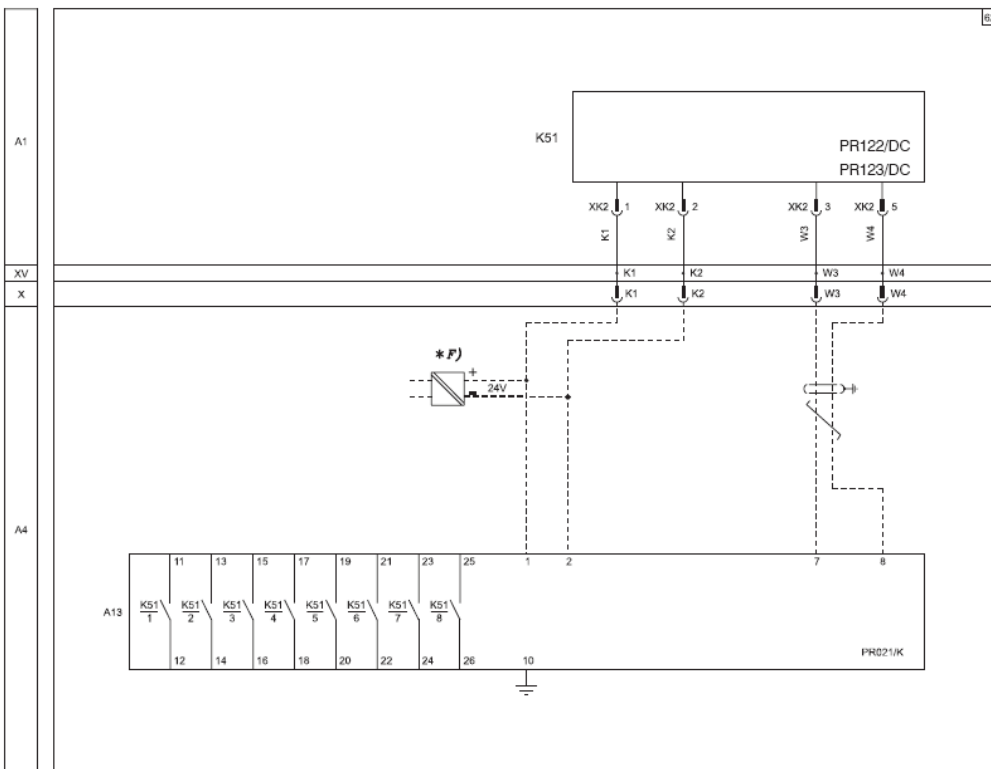 A1
K51
PR122/DC
PR123/DC
XK2 1 XK2 2 XK2 3 XK2 5
K1 K2 W3 W4
XV
K1 K2 W3 W4
X
K1 K2 W3 W4
*F)
+
24V
A4
11 13 15 17 19 21 23 25 1 2 7 8
A13
K51 K51 K51 K51 K51 K51 K51 K51
1 2 3 4 5 6 7 8
12 14 16 18 20 22 24 26 10
PR021/K